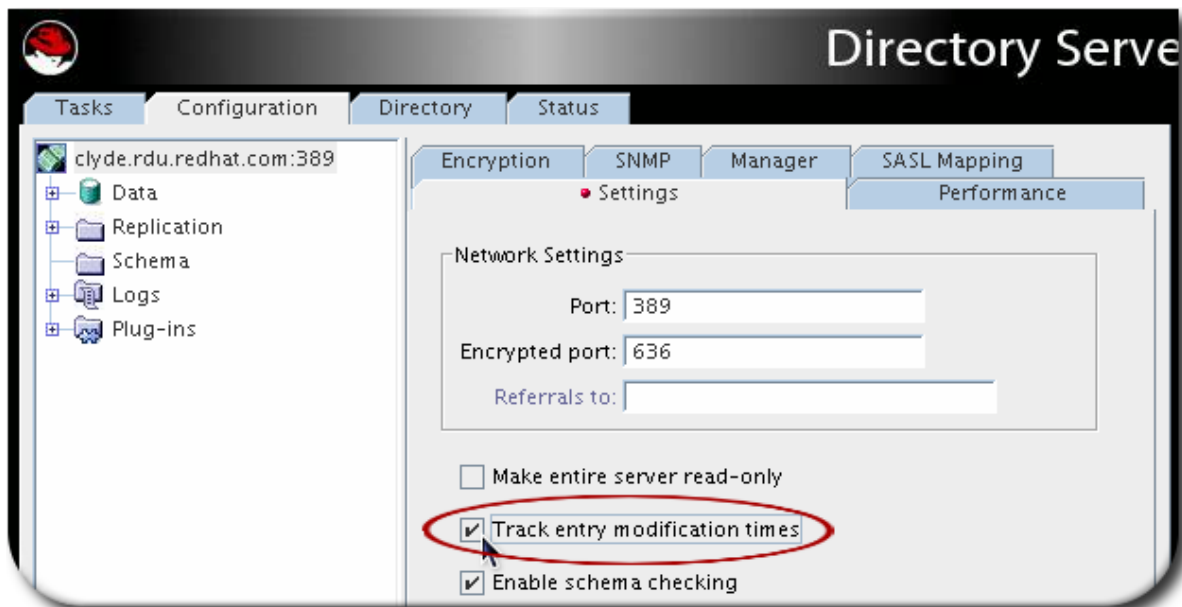 Directory Serve
Tasks
Configuration
Directory
Status
clyde.rdu.redhat.com:389
Data
Replication
Schema
Logs
Plug-ins
Encryption
SNMP
Manager
SASL Mapping
Settings
Performance
Network Settings
Port: 389
Encrypted port: 636
Referrals to:
Make entire server read-only
Track entry modification times
Enable schema checking